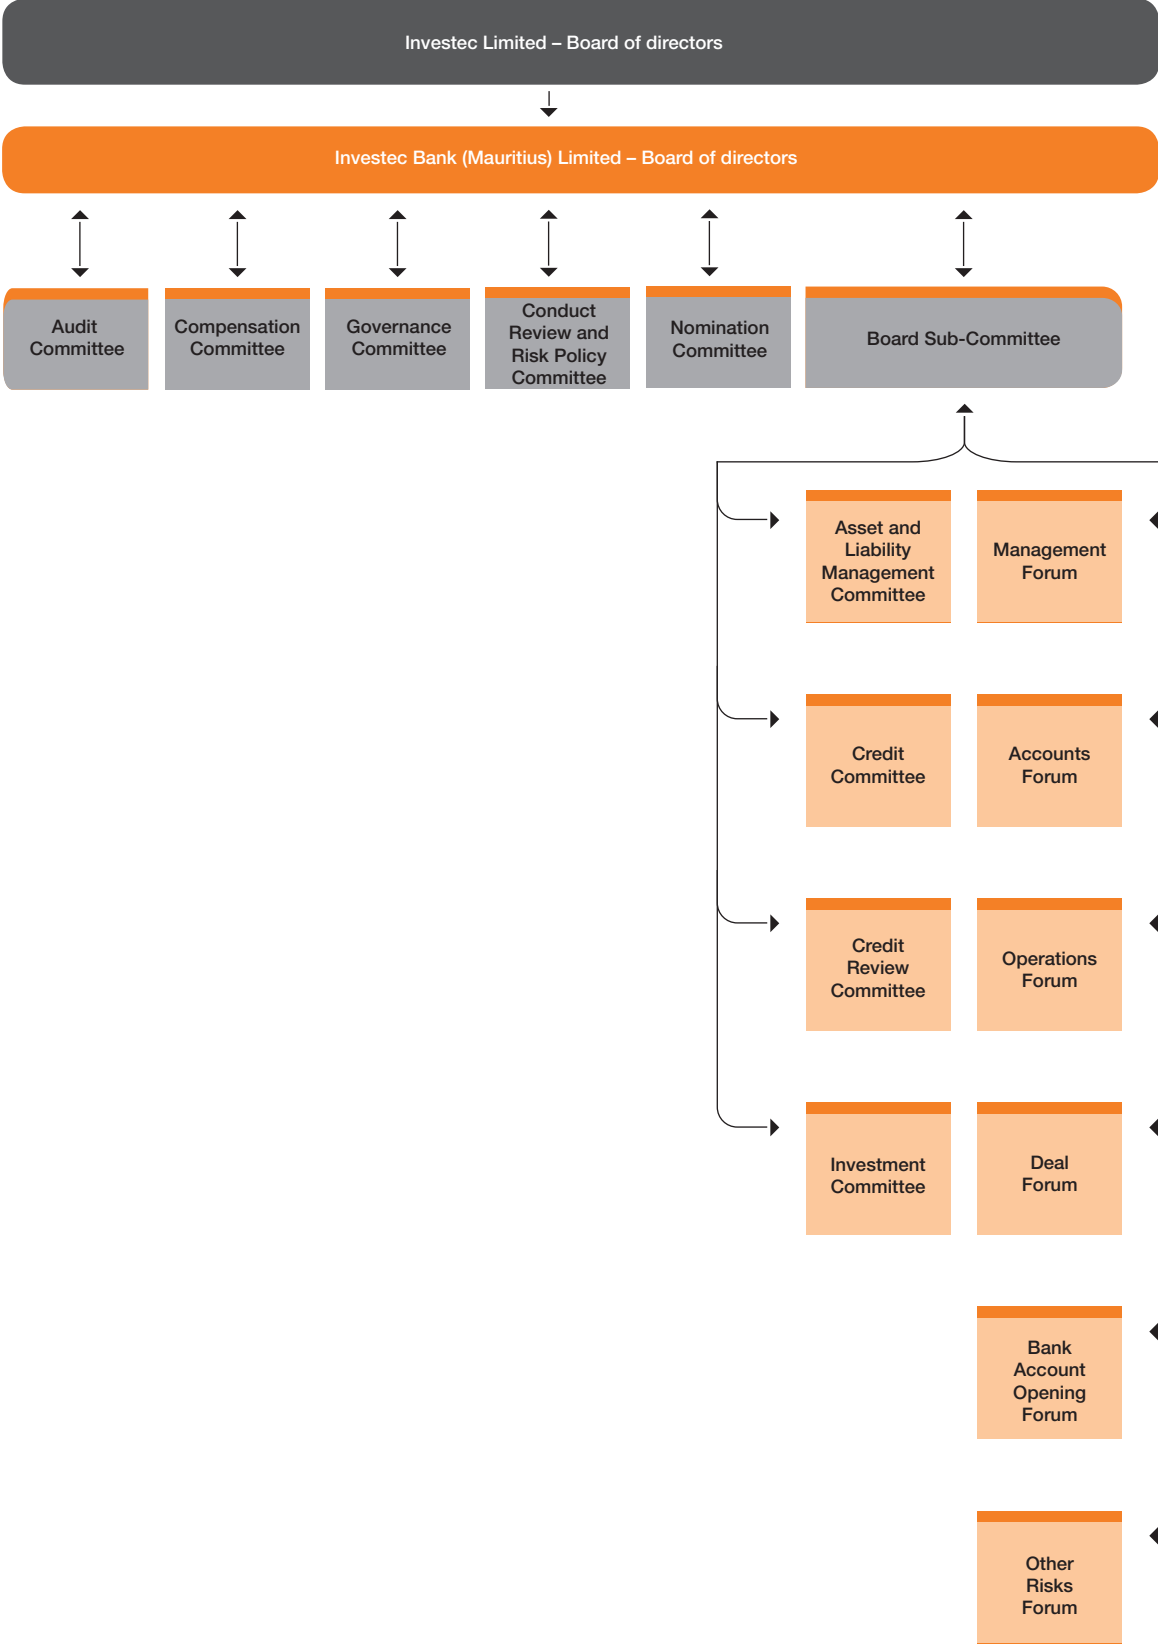 Investec Limited – Board of directors
Investec Bank (Mauritius) Limited – Board of directors
Audit
Committee
Compensation
Committee
Governance
Committee
Conduct
Review and
Risk Policy
Committee
Nomination
Committee
Board Sub-Committee
Asset and
Liability
Management
Committee
Management
Forum
Credit
Committee
Accounts
Forum
Credit
Review
Committee
Operations
Forum
Investment
Committee
Deal
Forum
Bank
Account
Opening
Forum
Other
Risks
Forum